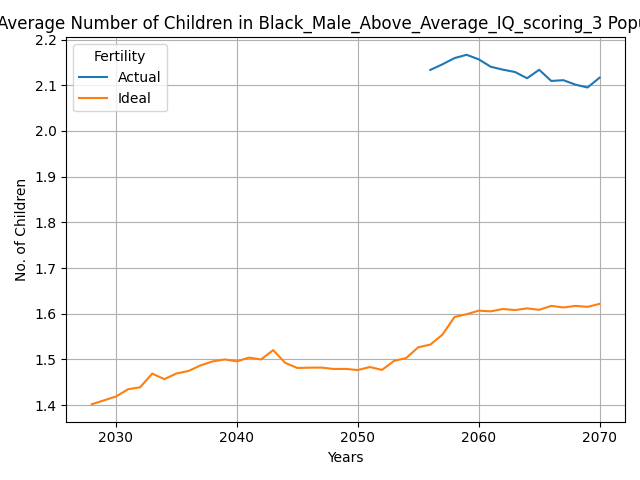 Average Number of Children in Black_Male_Above_Average_IQ_scoring_3 Popu
2.2
Fertility
Actual
Ideal
2.1
2.0
1.9
1.8
1.7
1.6
1.5
1.4
No. of Children
2030 2040 2050 2060 2070
Years